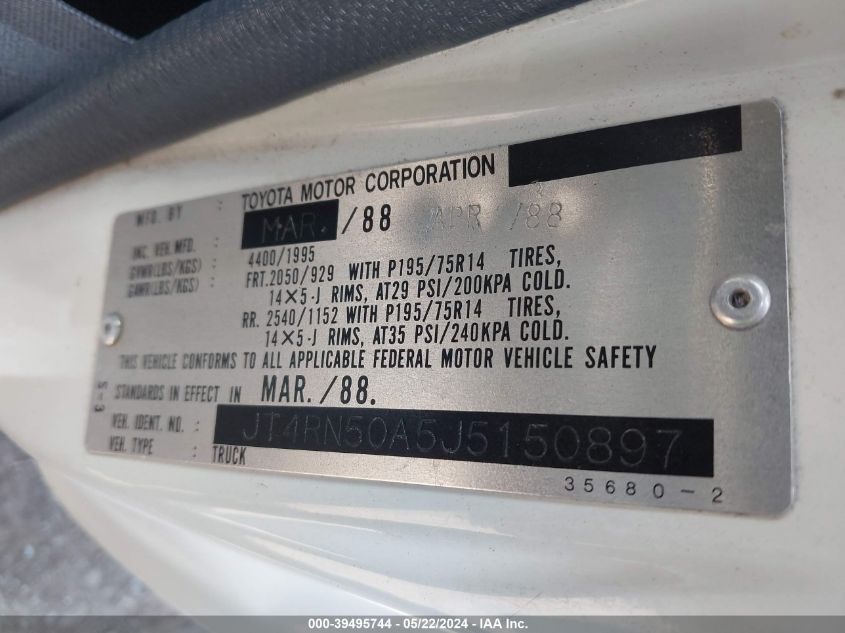 MFD. BY : TOYOTA MOTOR CORPORATION
INC. VEH. MFD. : MAR. /88 APR /88
GVWR(LBS/KGS) : 4400/1995
GAWR(LBS/KGS) : FRT. 2050/929 WITH P195/75R14 TIRES,
14×5-J RIMS, AT29 PSI/200KPA COLD.
RR. 2540/1152 WITH P195/75R14 TIRES,
14×5-J RIMS, AT35 PSI/240KPA COLD.
THIS VEHICLE CONFORMS TO ALL APPLICABLE FEDERAL MOTOR VEHICLE SAFETY
STANDARDS IN EFFECT IN MAR. /88.
VEH. IDENT. NO. : JT4RN50A5J5150897
VEH. TYPE : TRUCK
35680-2
000-39495744 - 05/22/2024 - IAA Inc.